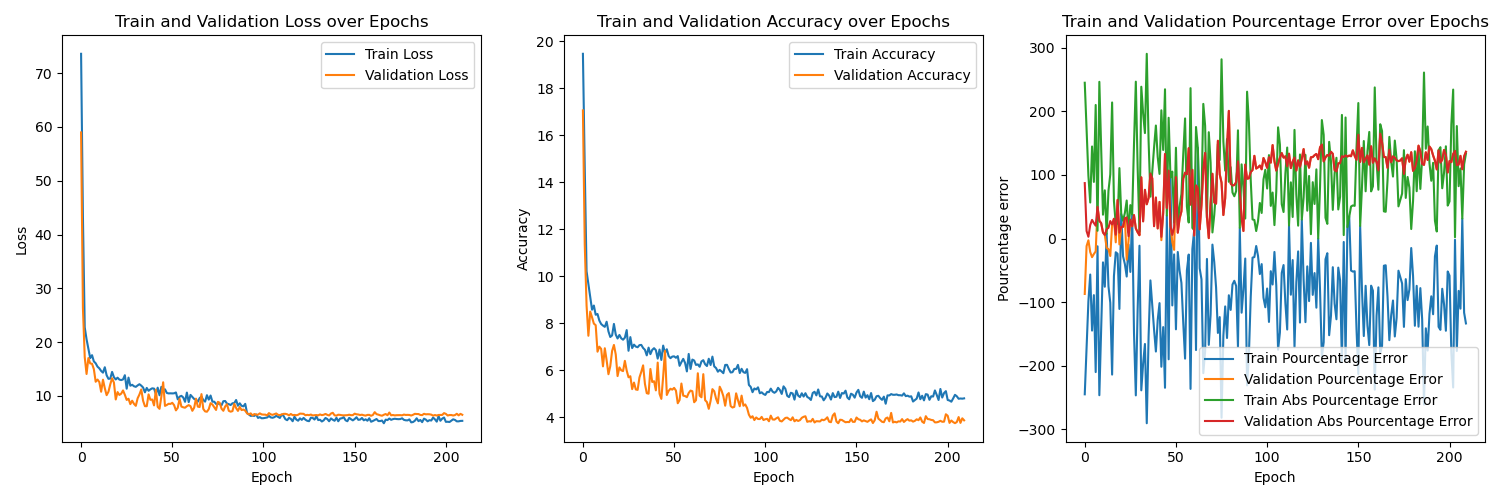 Train and Validation Loss over Epochs
Train Loss
Validation Loss
70
60
50
40
30
20
10
Loss
0
50
100
150
200
Epoch
Train and Validation Accuracy over Epochs
Train Accuracy
Validation Accuracy
20
18
16
14
12
10
8
6
4
Accuracy
0
50
100
150
200
Epoch
Train and Validation Pourcentage Error over Epochs
300
200
100
0
−100
−200
−300
Pourcentage error
Train Pourcentage Error
Validation Pourcentage Error
Train Abs Pourcentage Error
Validation Abs Pourcentage Error
0
50
100
150
200
Epoch